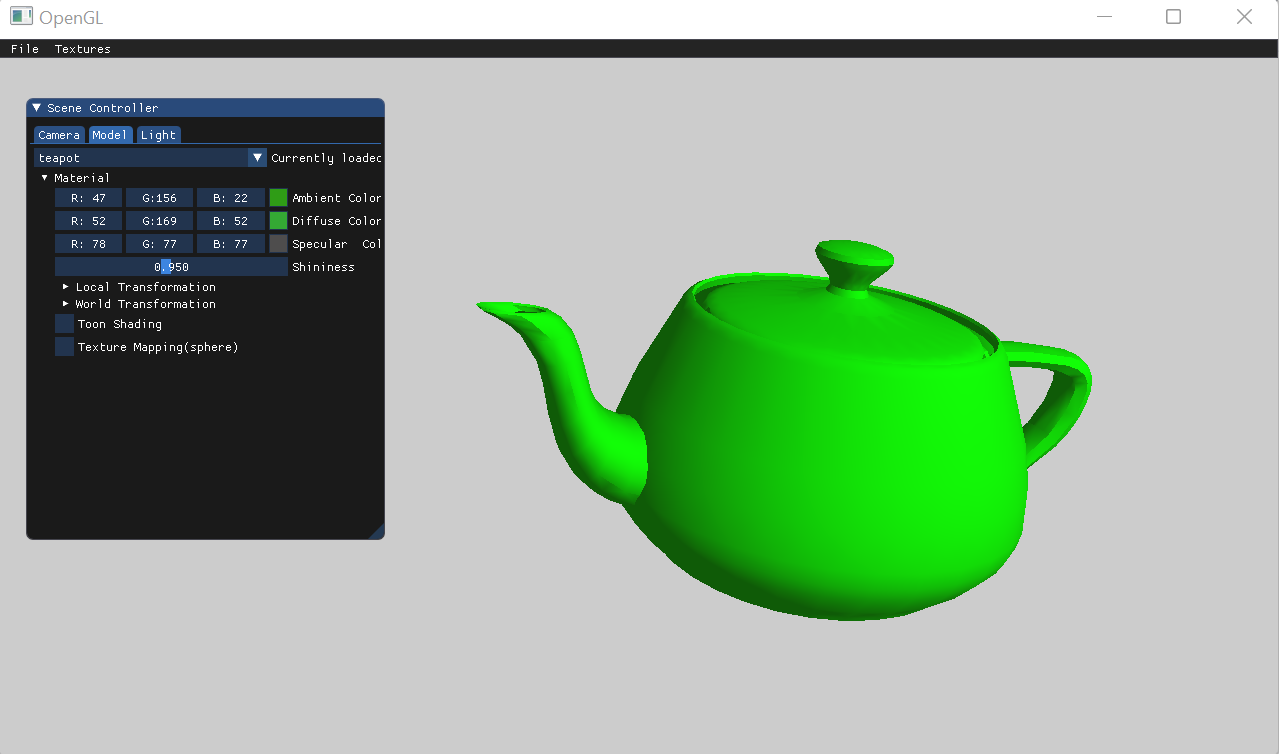 OpenGL
File Textures
Scene Controller
Camera Model Light
teapot Currently loaded
Material
R: 47 G:156 B: 22 Ambient Color
R: 52 G:169 B: 52 Diffuse Color
R: 78 G: 77 B: 77 Specular Col
0.950 Shininess
Local Transformation
World Transformation
Toon Shading
Texture Mapping(sphere)